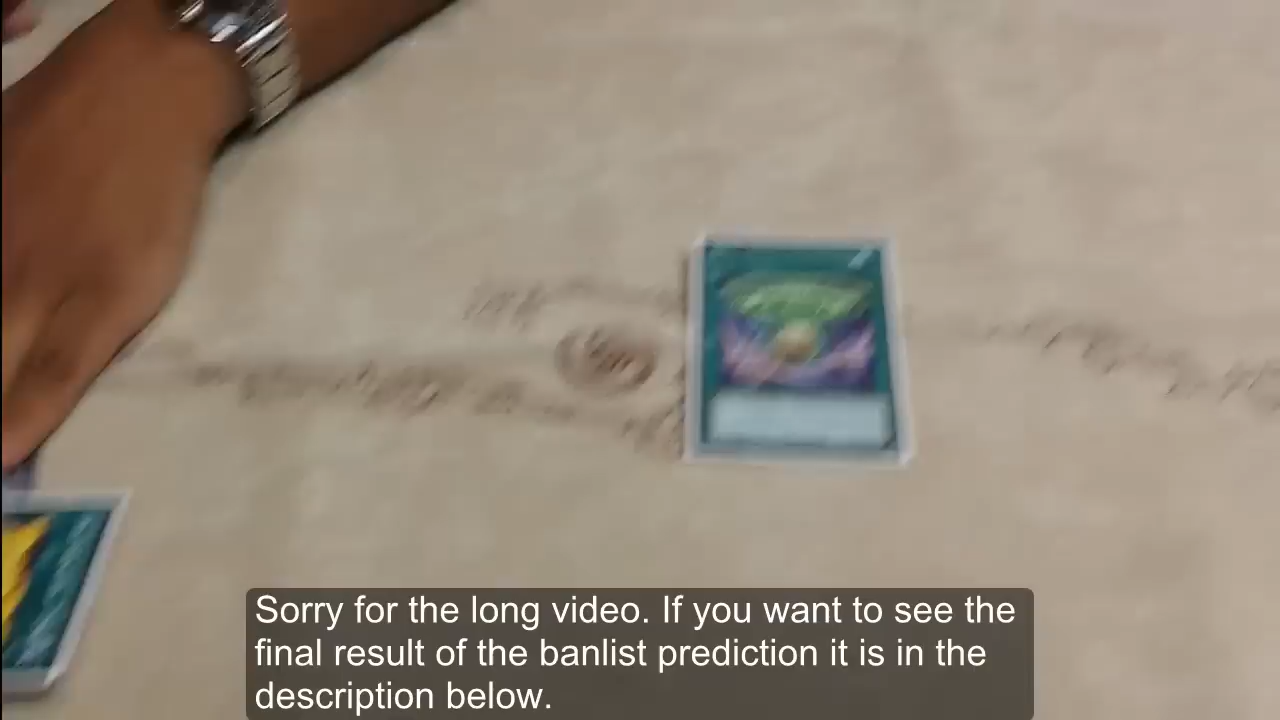 Sorry for the long video. If you want to see the
final result of the banlist prediction it is in the
description below.